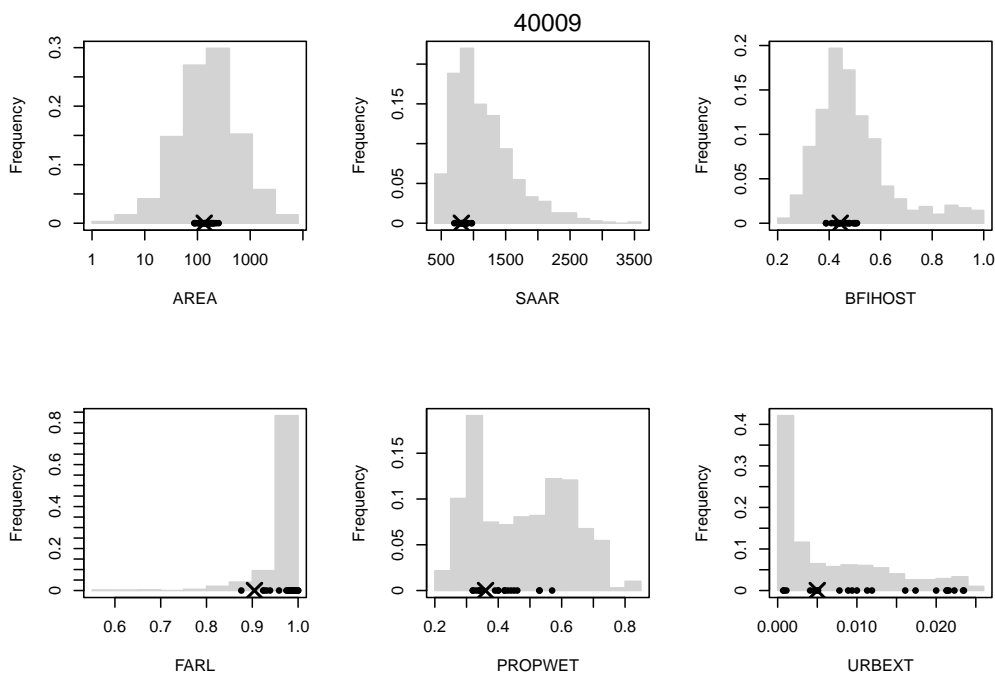 40009
Frequency
0 0.1 0.2 0.3
1 10 100 1000
AREA
Frequency
0 0.05 0.15
500 1500 2500 3500
SAAR
Frequency
0 0.05 0.1 0.15 0.2
0.2 0.4 0.6 0.8 1.0
BFIHOST
Frequency
0 0.2 0.4 0.6 0.8
0.6 0.7 0.8 0.9 1.0
FARL
Frequency
0 0.05 0.1 0.15
0.2 0.4 0.6 0.8
PROPWET
Frequency
0 0.1 0.2 0.3 0.4
0.000 0.010 0.020
URBEXT